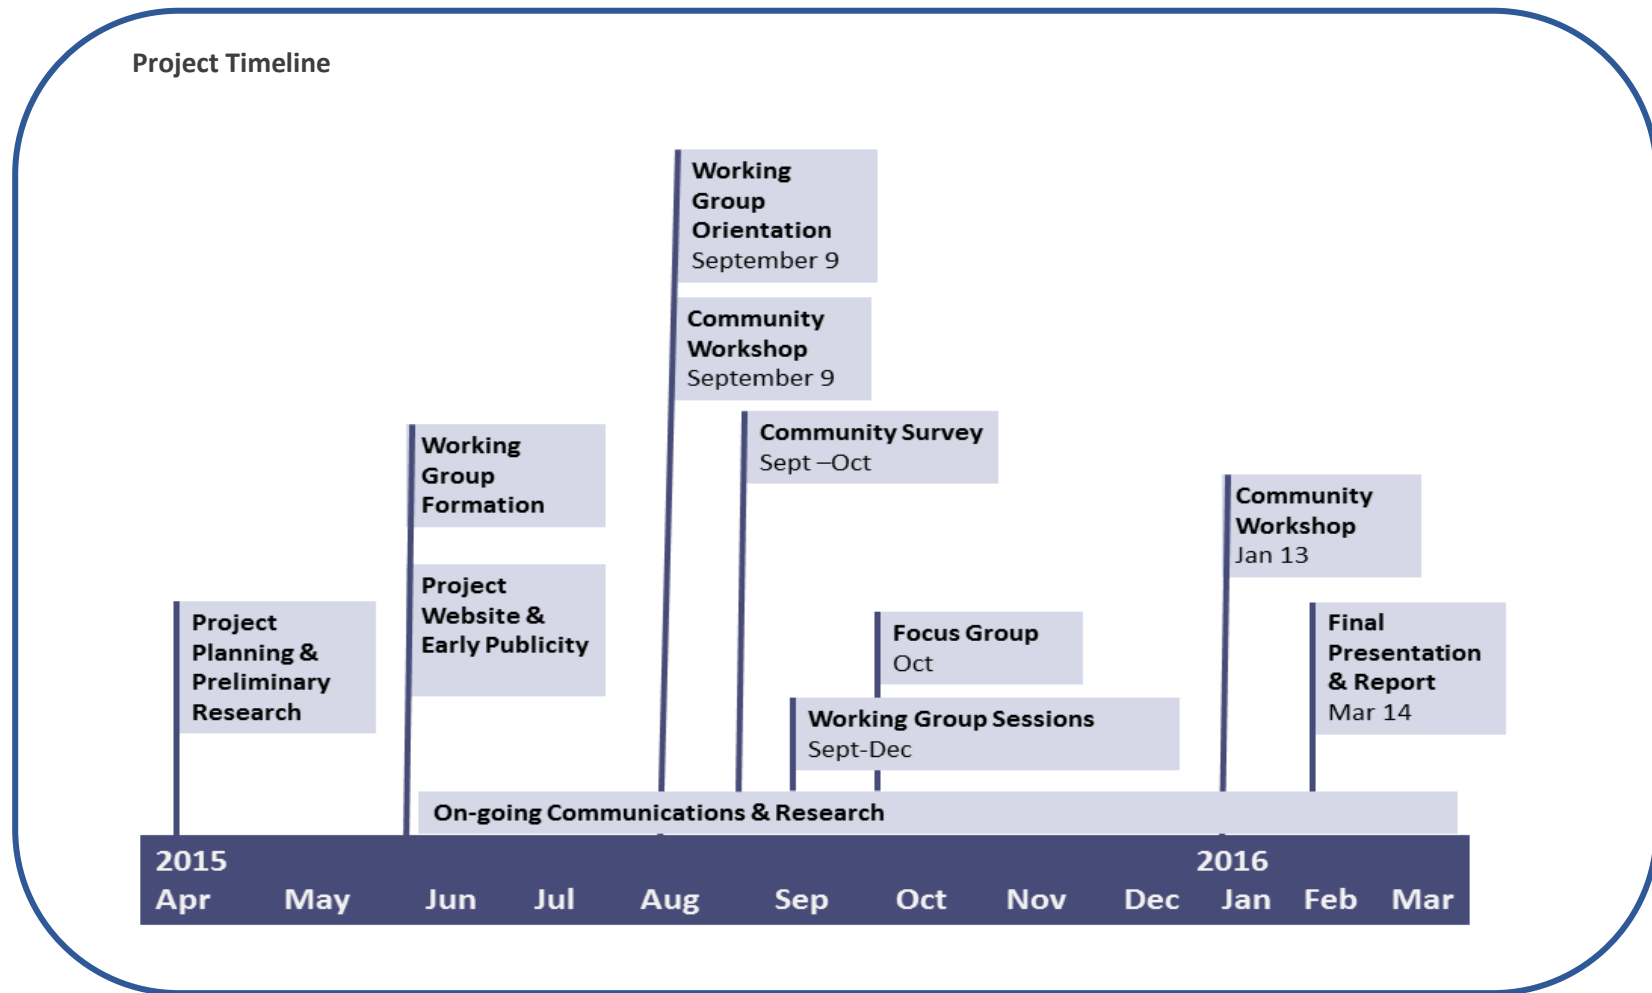 Project Timeline
Working
Group
Orientation
September 9
Community
Workshop
September 9
Community Survey
Sept –Oct
Working
Group
Formation
Project
Website &
Early Publicity
Project
Planning &
Preliminary
Research
Focus Group
Oct
Working Group Sessions
Sept-Dec
Community
Workshop
Jan 13
Final
Presentation
& Report
Mar 14
On-going Communications & Research
2015 2016
Apr May Jun Jul Aug Sep Oct Nov Dec Jan Feb Mar